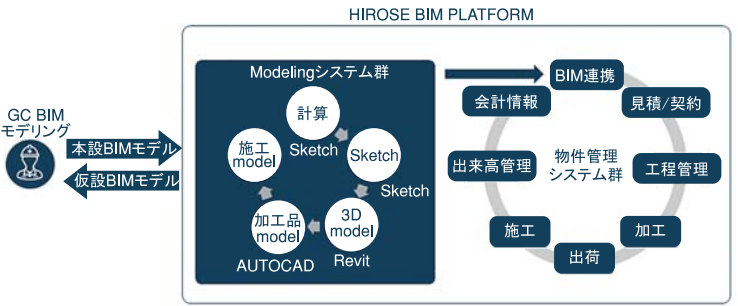 HIROSE BIM PLATFORM
GC BIM
モデリング
本設BIMモデル
仮設BIMモデル
Modelingシステム群
計算
Sketch
Sketch
Sketch
3D
model
Revit
加工品
model
AUTOCAD
施工
model
BIM連携
見積/契約
工程管理
加工
出荷
施工
出来高管理
会計情報
物件管理
システム群